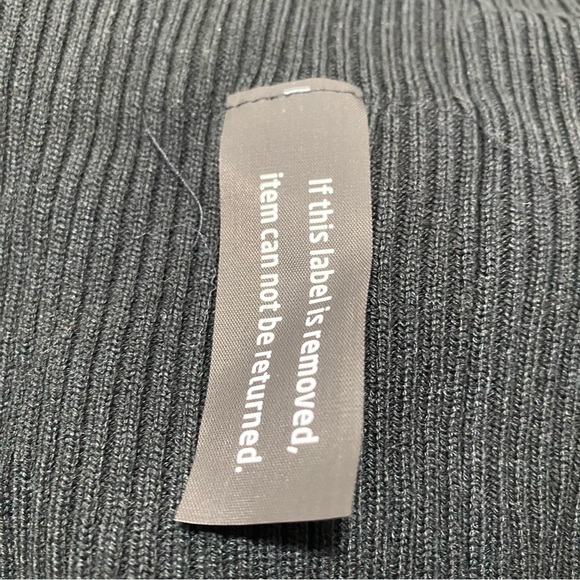 If this label is removed,
item can not be returned.